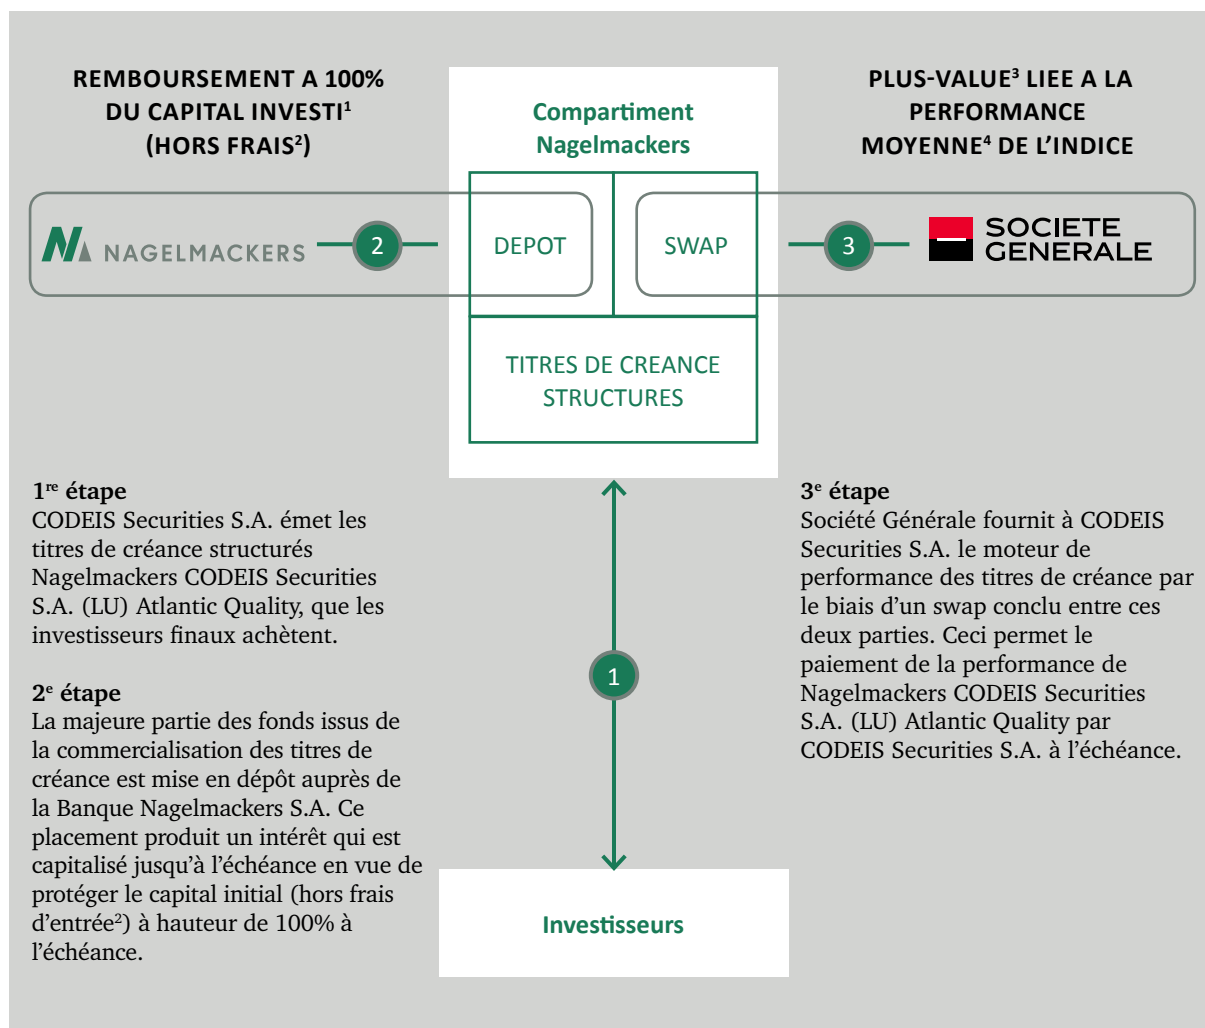 REMBOURSEMENT A 100%
DU CAPITAL INVESTI¹
(HORS FRAIS²)
Compartiment
Nagelmackers
PLUS-VALUE³ LIEE A LA
PERFORMANCE
MOYENNE⁴ DE L'INDICE
NAGELMACKERS
2
DEPOT
SWAP
3
SOCIETE
GENERALE
TITRES DE CREANCE
STRUCTURES
1ʳᵉ étape
CODEIS Securities S.A. émet les
titres de créance structurés
Nagelmackers CODEIS Securities
S.A. (LU) Atlantic Quality, que les
investisseurs finaux achètent.
2ᵉ étape
La majeure partie des fonds issus de
la commercialisation des titres de
créance est mise en dépôt auprès de
la Banque Nagelmackers S.A. Ce
placement produit un intérêt qui est
capitalisé jusqu'à l'échéance en vue de
protéger le capital initial (hors frais
d'entrée²) à hauteur de 100% à
l'échéance.
1
Investisseurs
3ᵉ étape
Société Générale fournit à CODEIS
Securities S.A. le moteur de
performance des titres de créance par
le biais d'un swap conclu entre ces
deux parties. Ceci permet le
paiement de la performance de
Nagelmackers CODEIS Securities
S.A. (LU) Atlantic Quality par
CODEIS Securities S.A. à l'échéance.